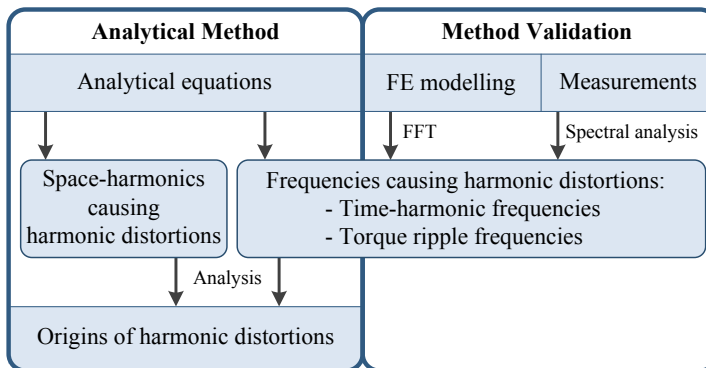 Analytical Method
Method Validation
Analytical equations
FE modelling
Measurements
FFT
Spectral analysis
Space-harmonics
causing
harmonic distortions
Frequencies causing harmonic distortions:
- Time-harmonic frequencies
- Torque ripple frequencies
Analysis
Origins of harmonic distortions